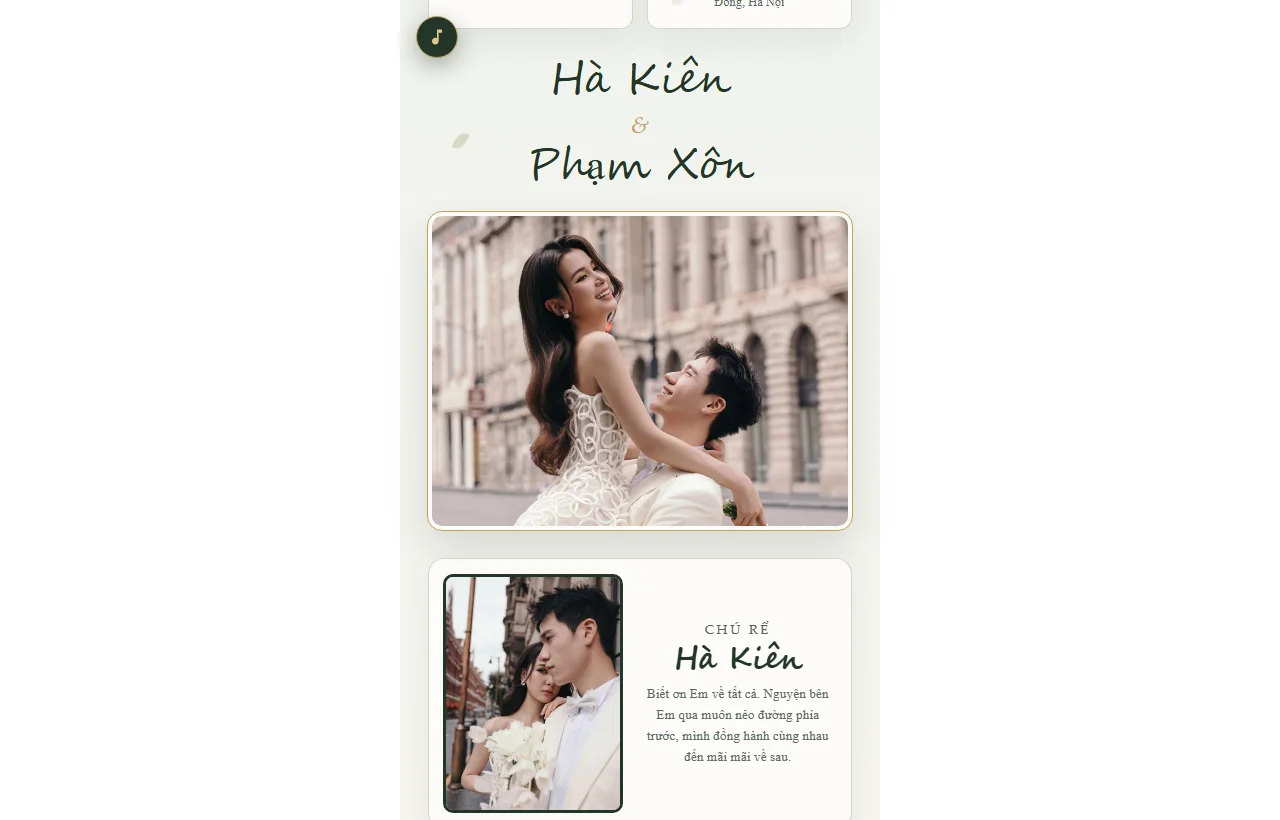 Đông, Hà Nội
Hà Kiên
&
Phạm Xôn
CHÚ RỂ
Hà Kiên
Biết ơn Em về tất cả. Nguyện bên
Em qua muôn nẻo đường phía
trước, mình đồng hành cùng nhau
đến mãi mãi về sau.